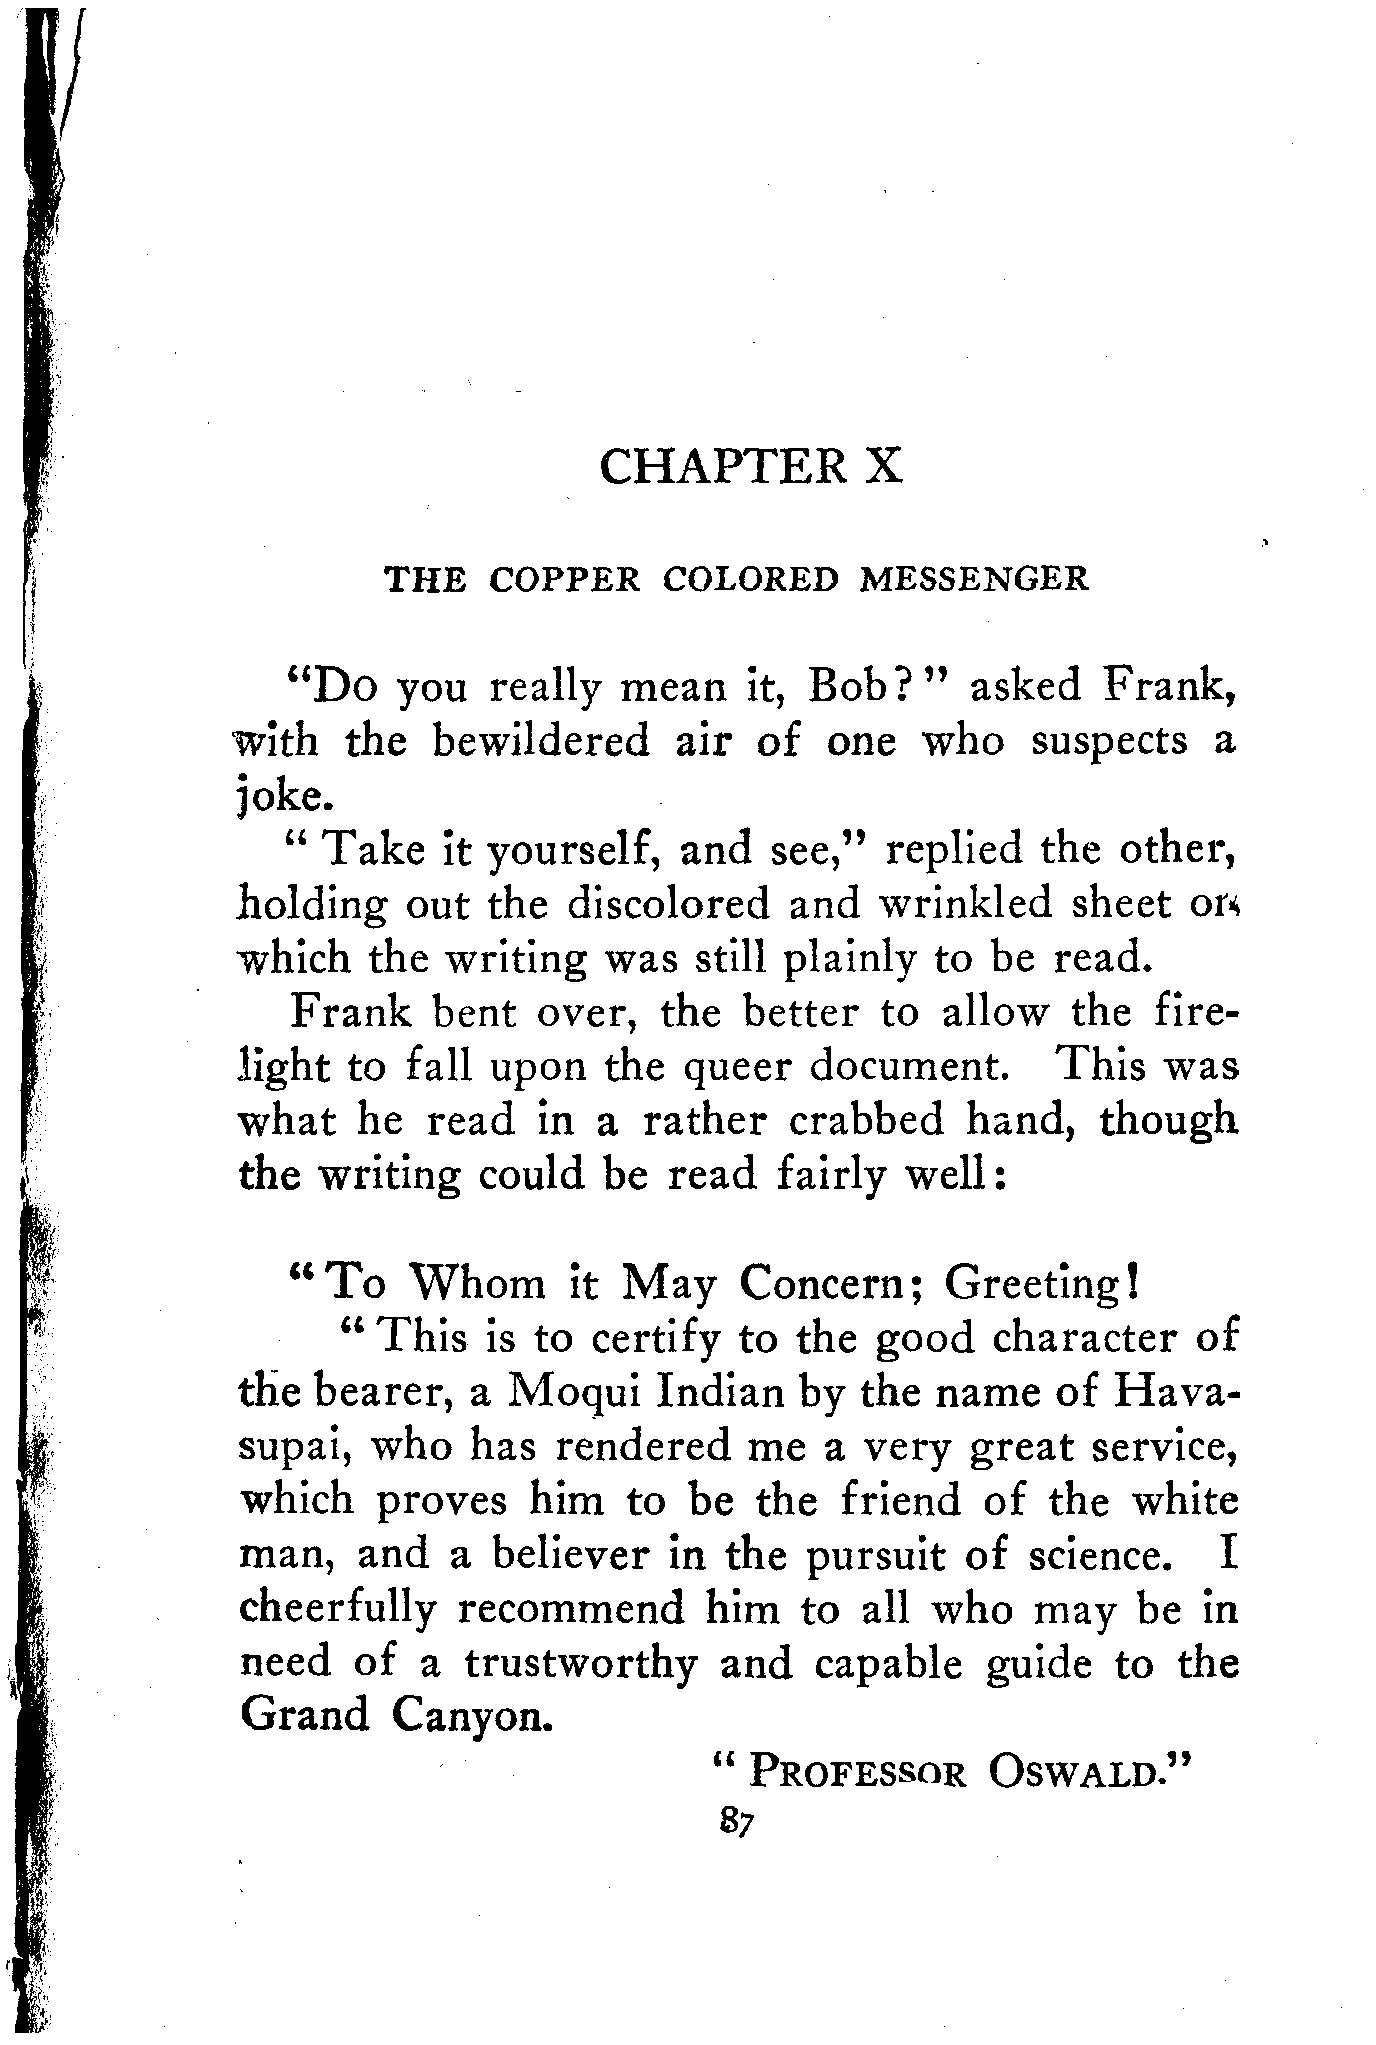 CHAPTER X
THE COPPER COLORED MESSENGER
"Do you really mean it, Bob?" asked Frank,
with the bewildered air of one who suspects a
joke.
"Take it yourself, and see," replied the other,
holding out the discolored and wrinkled sheet on
which the writing was still plainly to be read.
Frank bent over, the better to allow the fire-
light to fall upon the queer document. This was
what he read in a rather crabbed hand, though
the writing could be read fairly well:
"To Whom it May Concern; Greeting!
"This is to certify to the good character of
the bearer, a Moqui Indian by the name of Hava-
supai, who has rendered me a very great service,
which proves him to be the friend of the white
man, and a believer in the pursuit of science. I
cheerfully recommend him to all who may be in
need of a trustworthy and capable guide to the
Grand Canyon.
"PROFESSOR OSWALD."
87